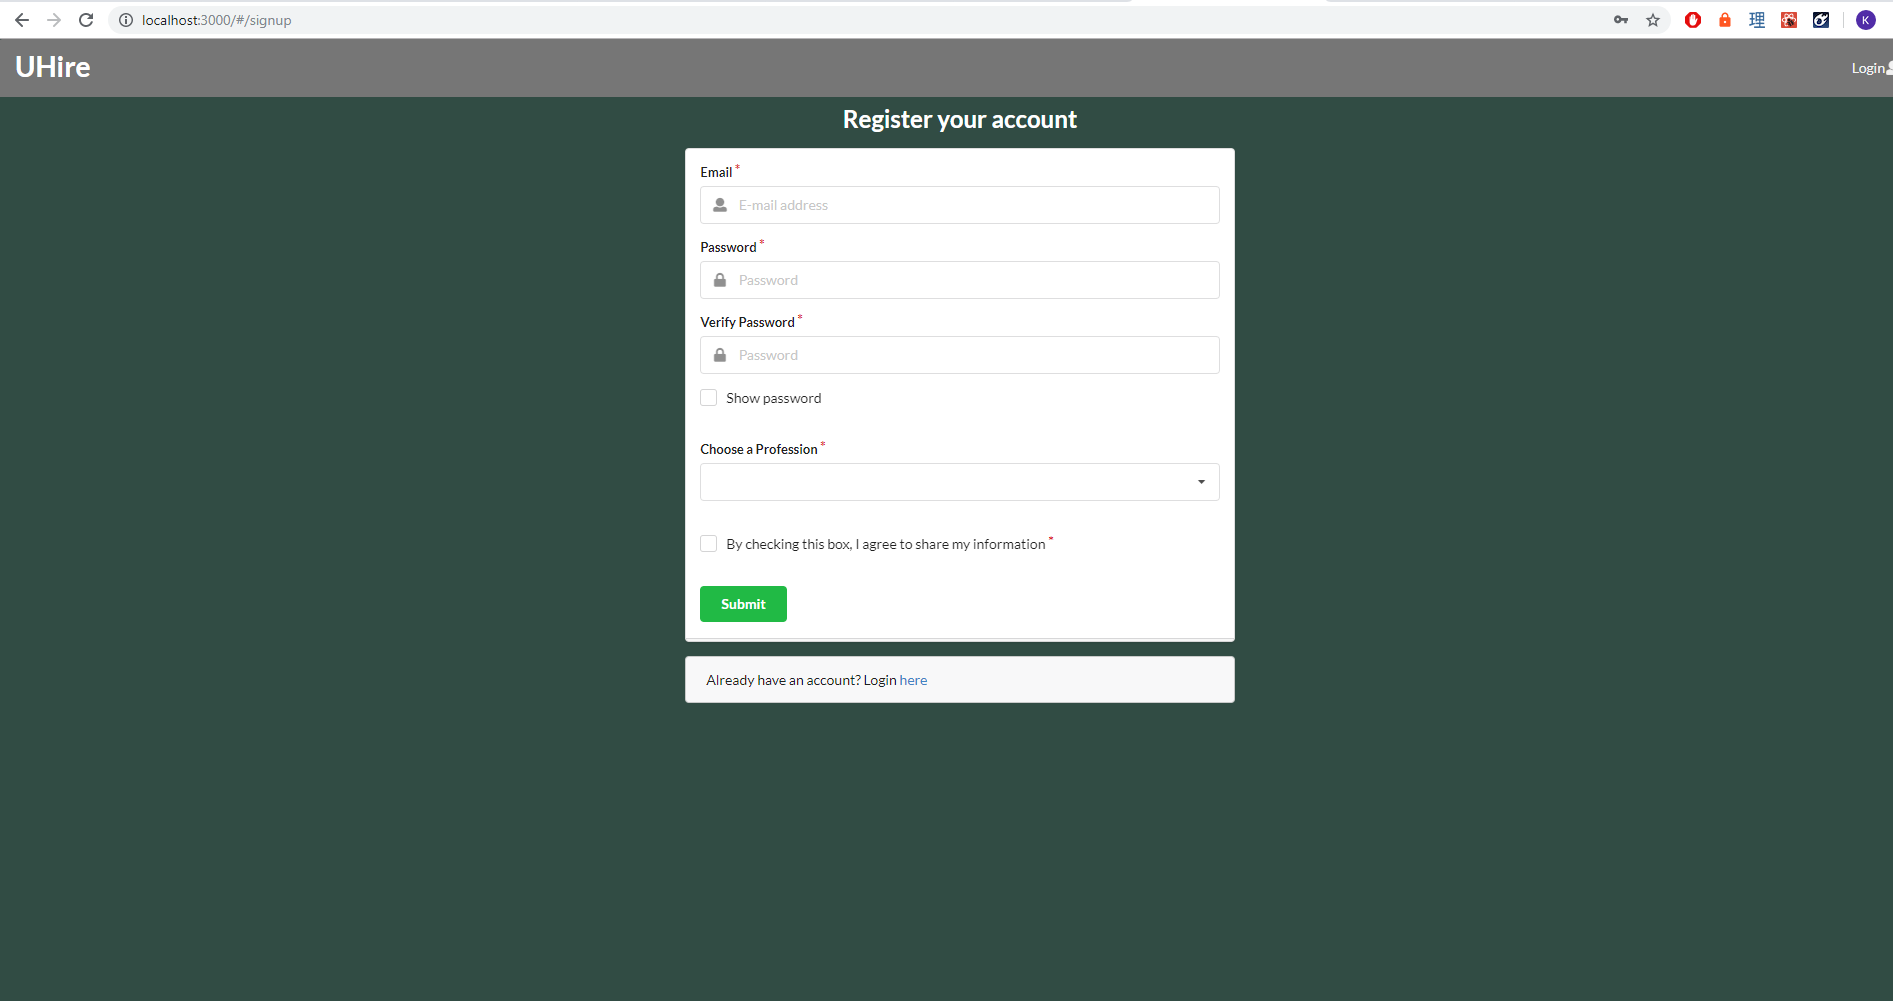 localhost:3000/#/signup
理
K
UHire
Login
Register your account
Email *
E-mail address
Password *
Password
Verify Password *
Password
Show password
Choose a Profession *
By checking this box, I agree to share my information *
Submit
Already have an account? Login here